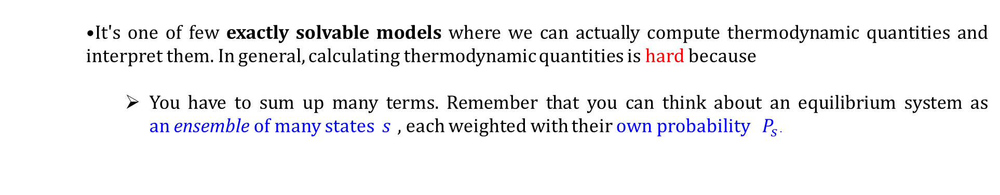 •It's one of few exactly solvable models where we can actually compute thermodynamic quantities and
interpret them. In general, calculating thermodynamic quantities is hard because
➢ You have to sum up many terms. Remember that you can think about an equilibrium system as
an ensemble of many states s , each weighted with their own probability Pₛ.